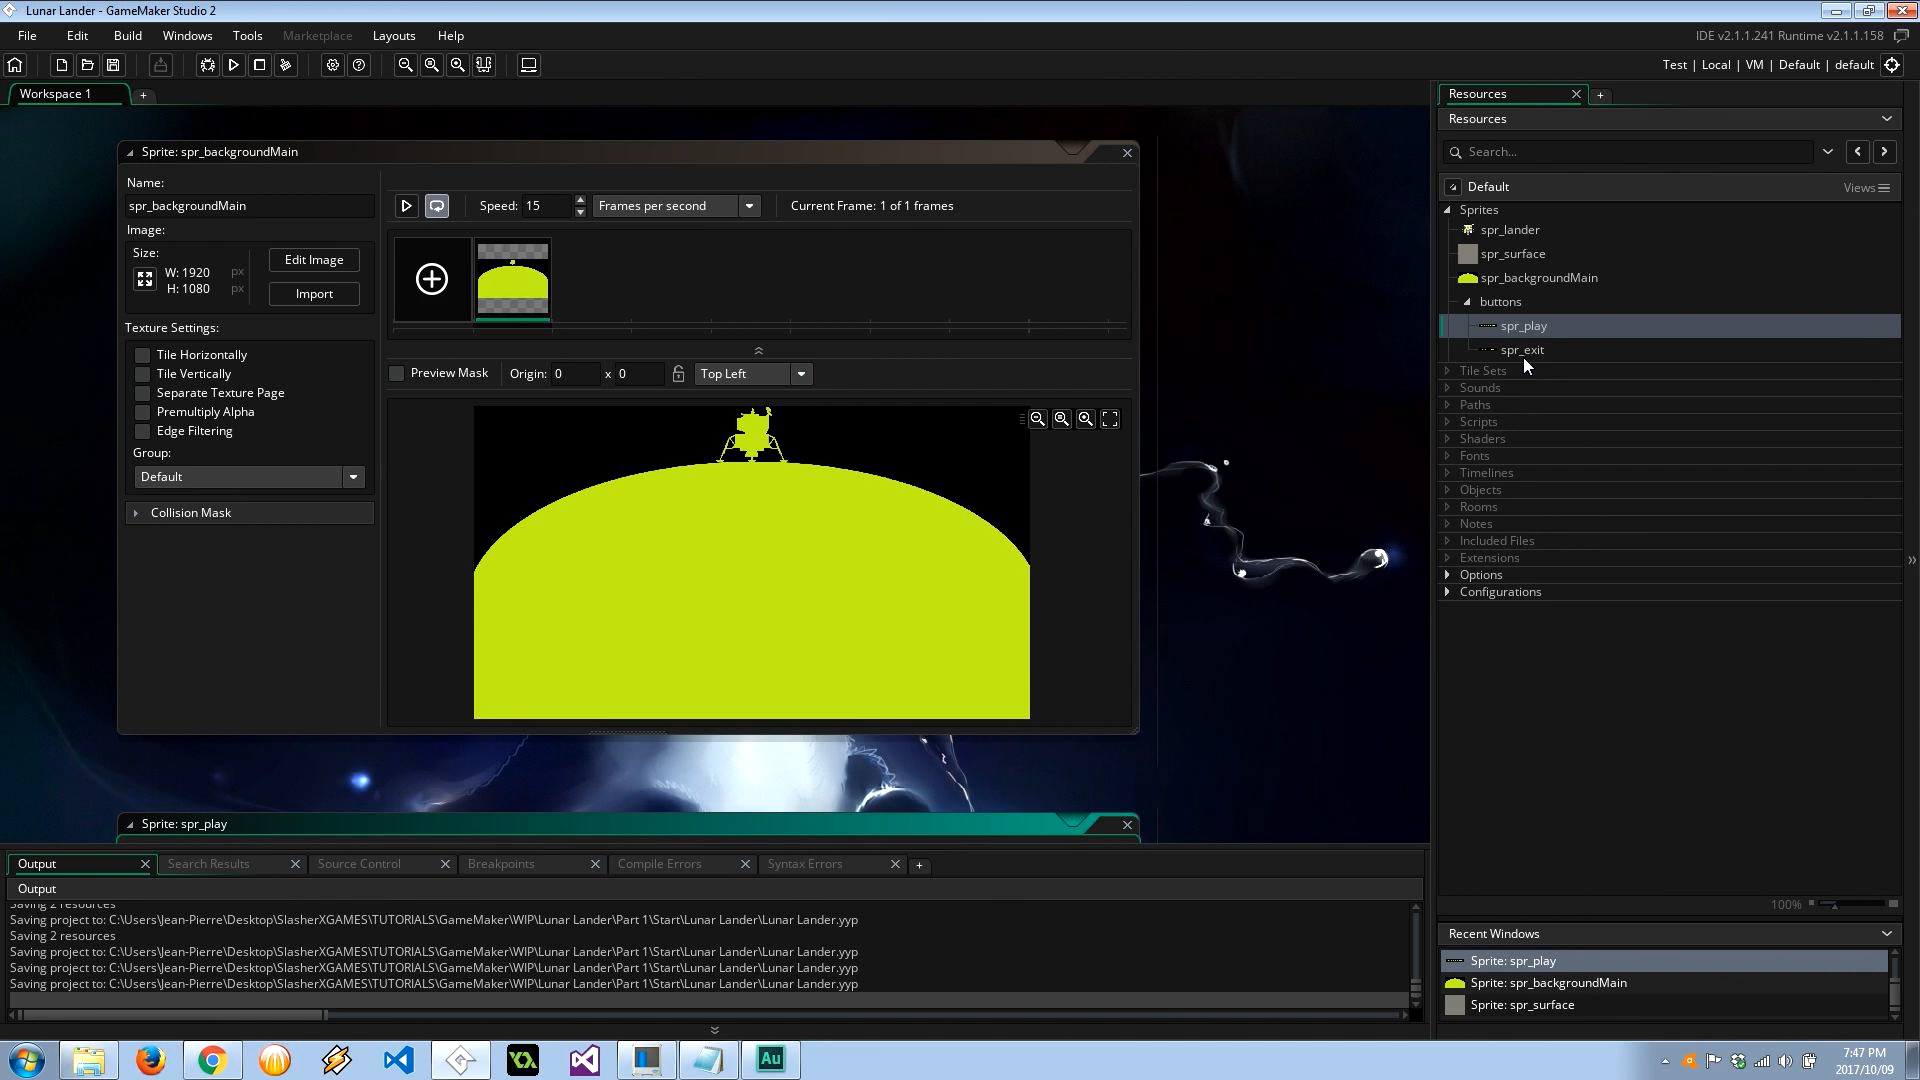 Lunar Lander - GameMaker Studio 2
File Edit Build Windows Tools Marketplace Layouts Help
IDE v2.1.1.241 Runtime v2.1.1.158
Test | Local | VM | Default | default
Workspace 1
Sprite: spr_backgroundMain
Name:
spr_backgroundMain
Image:
Size:
W: 1920 px
H: 1080 px
Edit Image
Import
Texture Settings:
Tile Horizontally
Tile Vertically
Separate Texture Page
Premultiply Alpha
Edge Filtering
Group:
Default
Collision Mask
Speed: 15
Frames per second
Current Frame: 1 of 1 frames
Preview Mask
Origin: 0 x 0
Top Left
Sprite: spr_play
Resources
Resources
Search...
Default
Views
Sprites
spr_lander
spr_surface
spr_backgroundMain
buttons
spr_play
spr_exit
Tile Sets
Sounds
Paths
Scripts
Shaders
Fonts
Timelines
Objects
Rooms
Notes
Included Files
Extensions
Options
Configurations
100%
Recent Windows
Sprite: spr_play
Sprite: spr_backgroundMain
Sprite: spr_surface
Output
Search Results
Source Control
Breakpoints
Compile Errors
Syntax Errors
Output
Saving 2 resources
Saving project to: C:\Users\Jean-Pierre\Desktop\SlasherXGAMES\TUTORIALS\GameMaker\WIP\Lunar Lander\Part 1\Start\Lunar Lander\Lunar Lander.yyp
Saving 2 resources
Saving project to: C:\Users\Jean-Pierre\Desktop\SlasherXGAMES\TUTORIALS\GameMaker\WIP\Lunar Lander\Part 1\Start\Lunar Lander\Lunar Lander.yyp
Saving project to: C:\Users\Jean-Pierre\Desktop\SlasherXGAMES\TUTORIALS\GameMaker\WIP\Lunar Lander\Part 1\Start\Lunar Lander\Lunar Lander.yyp
Saving project to: C:\Users\Jean-Pierre\Desktop\SlasherXGAMES\TUTORIALS\GameMaker\WIP\Lunar Lander\Part 1\Start\Lunar Lander\Lunar Lander.yyp
Au
7:47 PM
2017/10/09